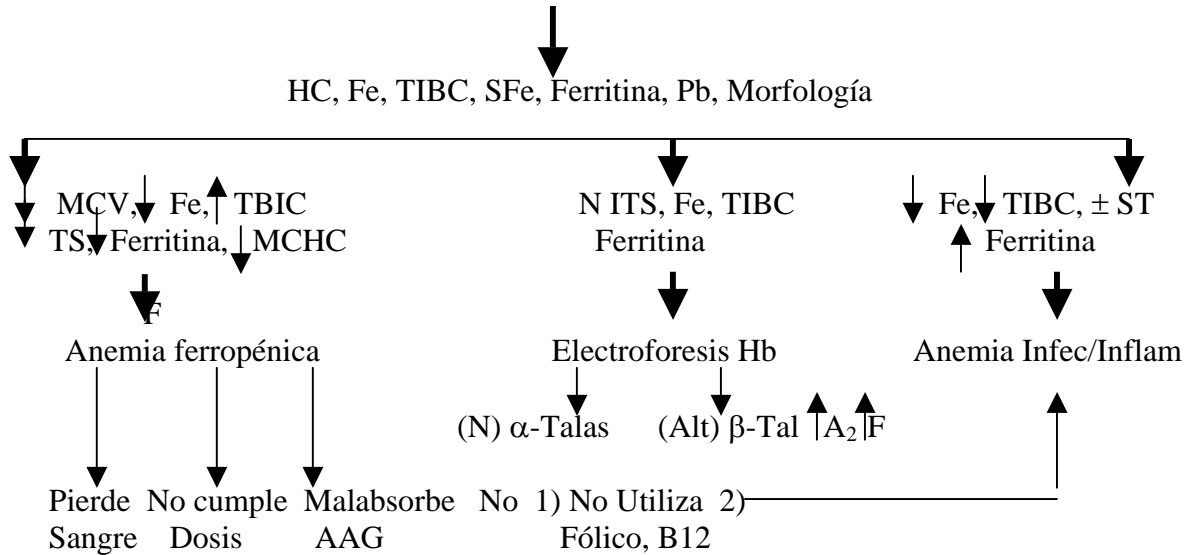 HC, Fe, TIBC, SFe, Ferritina, Pb, Morfología
MCV, Fe, TBIC
TS, Ferritina, MCHC
N ITS, Fe, TIBC
Ferritina
Fe, TIBC, ± ST
Ferritina
F
Anemia ferropénica
Electroforesis Hb
Anemia Infec/Inflam
(N) α-Talas
(Alt) β-Tal A₂ F
Pierde No cumple Malabsorbe No 1) No Utiliza 2)
Sangre Dosis AAG Fólico, B12